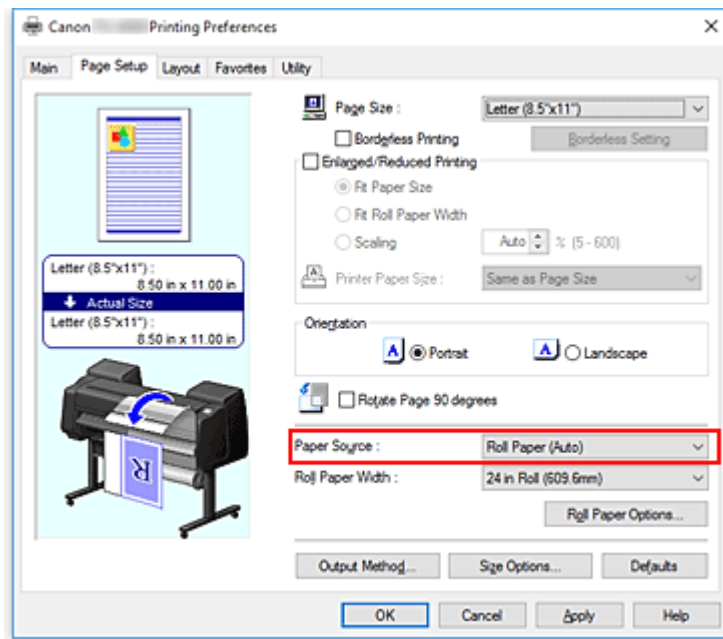 Canon Printing Preferences
Main Page Setup Layout Favorites Utility
Page Size : Letter (8.5"x11")
Borderless Printing Borderless Setting
Enlarged/Reduced Printing
Fit Paper Size
Fit Roll Paper Width
Scaling Auto % (5 - 600)
Printer Paper Size : Same as Page Size
Letter (8.5"x11") :
8.50 in x 11.00 in
Actual Size
Letter (8.5"x11") :
8.50 in x 11.00 in
Orientation
A Portrait A Landscape
Rotate Page 90 degrees
R
Paper Source : Roll Paper (Auto)
Roll Paper Width : 24 in Roll (609.6mm)
Roll Paper Options...
Output Method... Size Options... Defaults
OK Cancel Apply Help